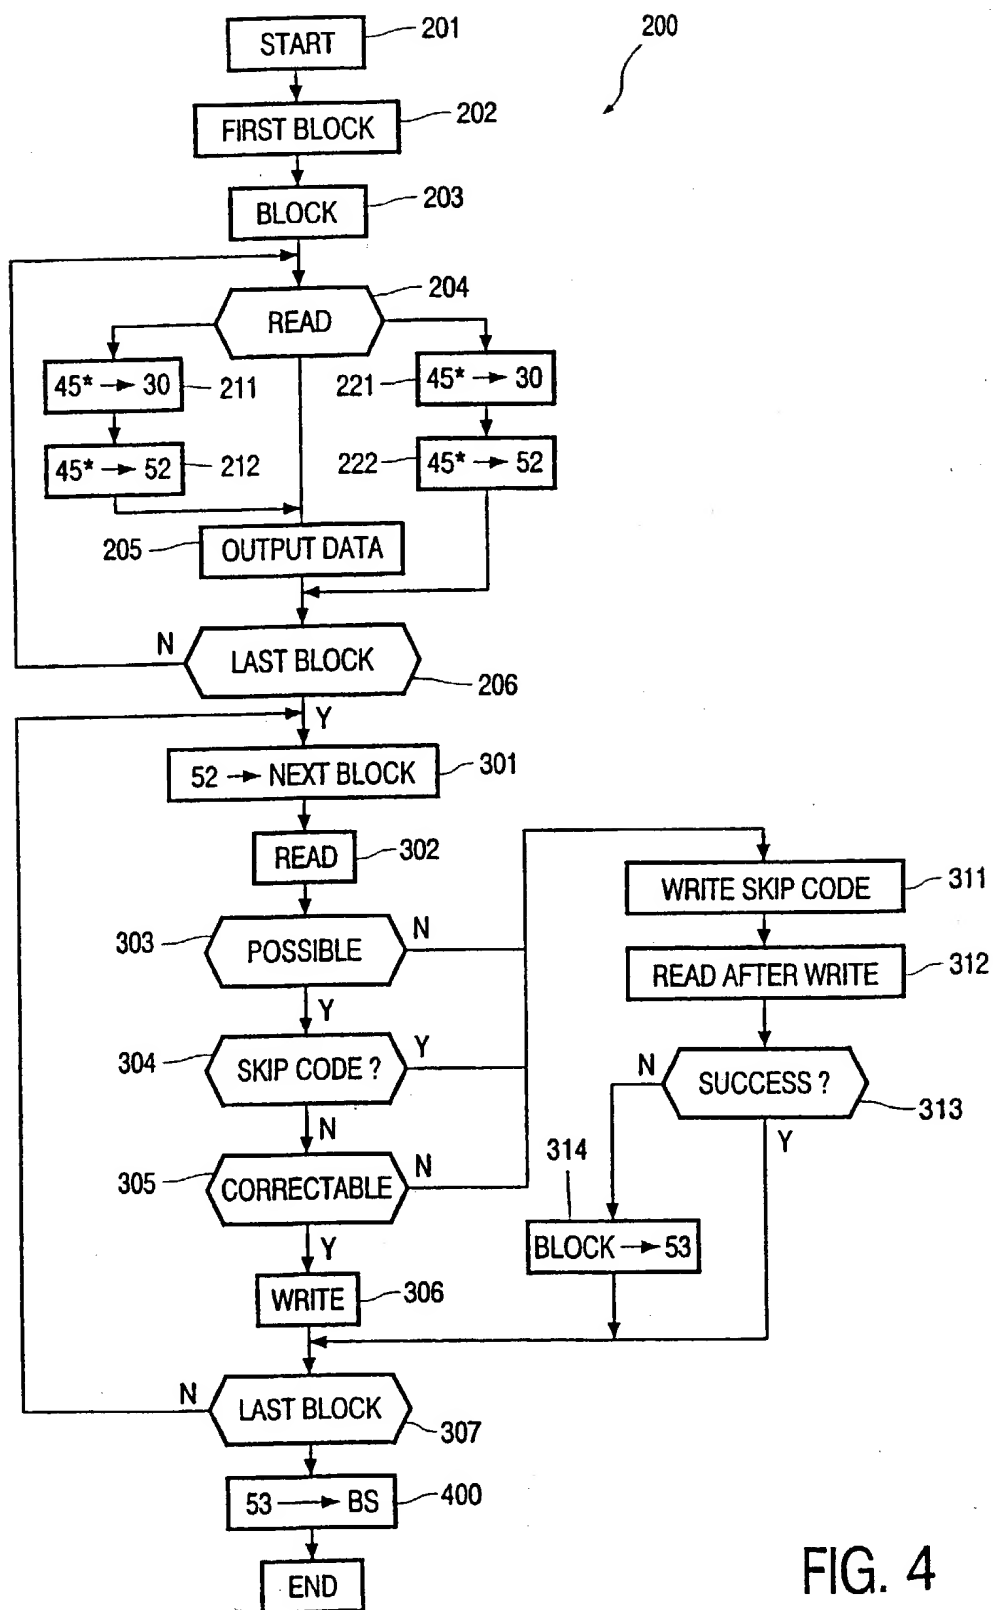 START
201
200
FIRST BLOCK
202
BLOCK
203
READ
204
45* → 30
211
221
45* → 30
45* → 52
212
222
45* → 52
205
OUTPUT DATA
N
LAST BLOCK
206
Y
52 → NEXT BLOCK
301
READ
302
WRITE SKIP CODE
311
303
POSSIBLE
N
READ AFTER WRITE
312
Y
304
SKIP CODE ?
Y
N
SUCCESS ?
313
N
Y
305
CORRECTABLE
N
314
Y
BLOCK → 53
WRITE
306
N
LAST BLOCK
307
53 → BS
400
END
FIG. 4